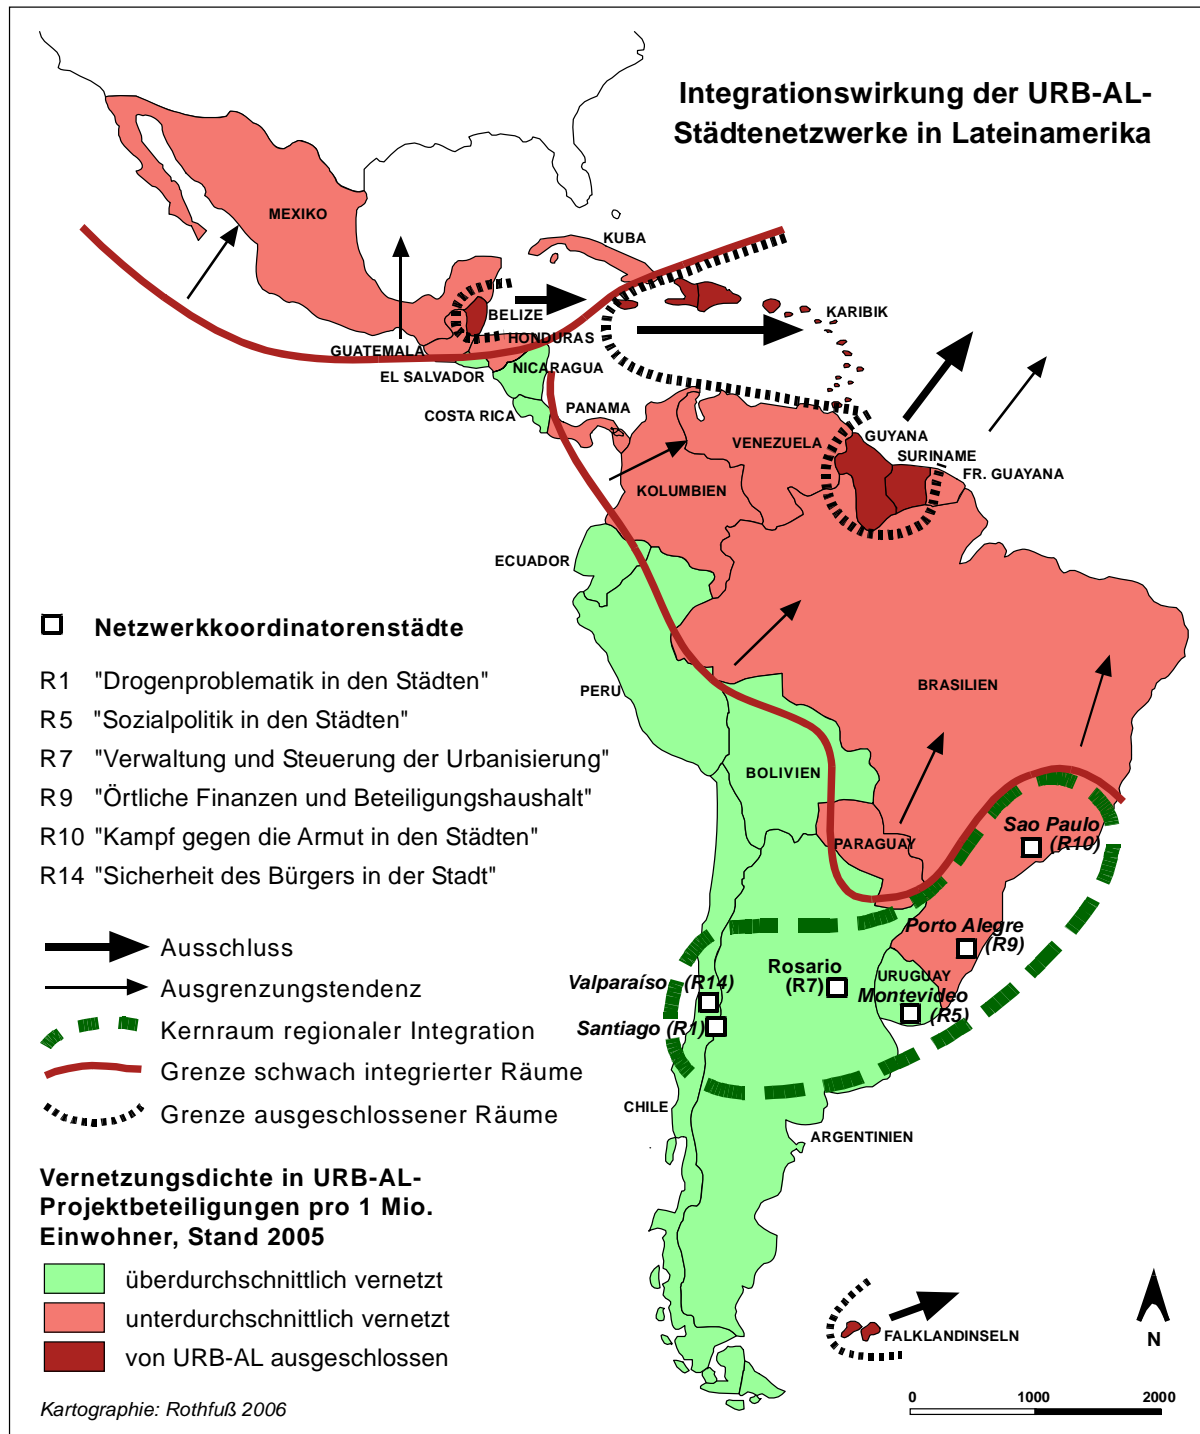 Integrationswirkung der URB-AL-
Städtenetzwerke in Lateinamerika
MEXIKO
KUBA
BELIZE
KARIBIK
HONDURAS
GUATEMALA
NICARAGUA
EL SALVADOR
COSTA RICA
PANAMA
VENEZUELA
GUYANA
SURINAME
FR. GUAYANA
KOLUMBIEN
ECUADOR
PERU
BRASILIEN
BOLIVIEN
PARAGUAY
Sao Paulo
(R10)
Porto Alegre
(R9)
Rosario
(R7)
URUGUAY
Montevideo
(R5)
Valparaíso (R14)
Santiago (R1)
CHILE
ARGENTINIEN
FALKLANDINSELN
Netzwerkkoordinatorenstädte
R1 "Drogenproblematik in den Städten"
R5 "Sozialpolitik in den Städten"
R7 "Verwaltung und Steuerung der Urbanisierung"
R9 "Örtliche Finanzen und Beteiligungshaushalt"
R10 "Kampf gegen die Armut in den Städten"
R14 "Sicherheit des Bürgers in der Stadt"
Ausschluss
Ausgrenzungstendenz
Kernraum regionaler Integration
Grenze schwach integrierter Räume
Grenze ausgeschlossener Räume
Vernetzungsdichte in URB-AL-
Projektbeteiligungen pro 1 Mio.
Einwohner, Stand 2005
überdurchschnittlich vernetzt
unterdurchschnittlich vernetzt
von URB-AL ausgeschlossen
Kartographie: Rothfuß 2006
N
0 1000 2000